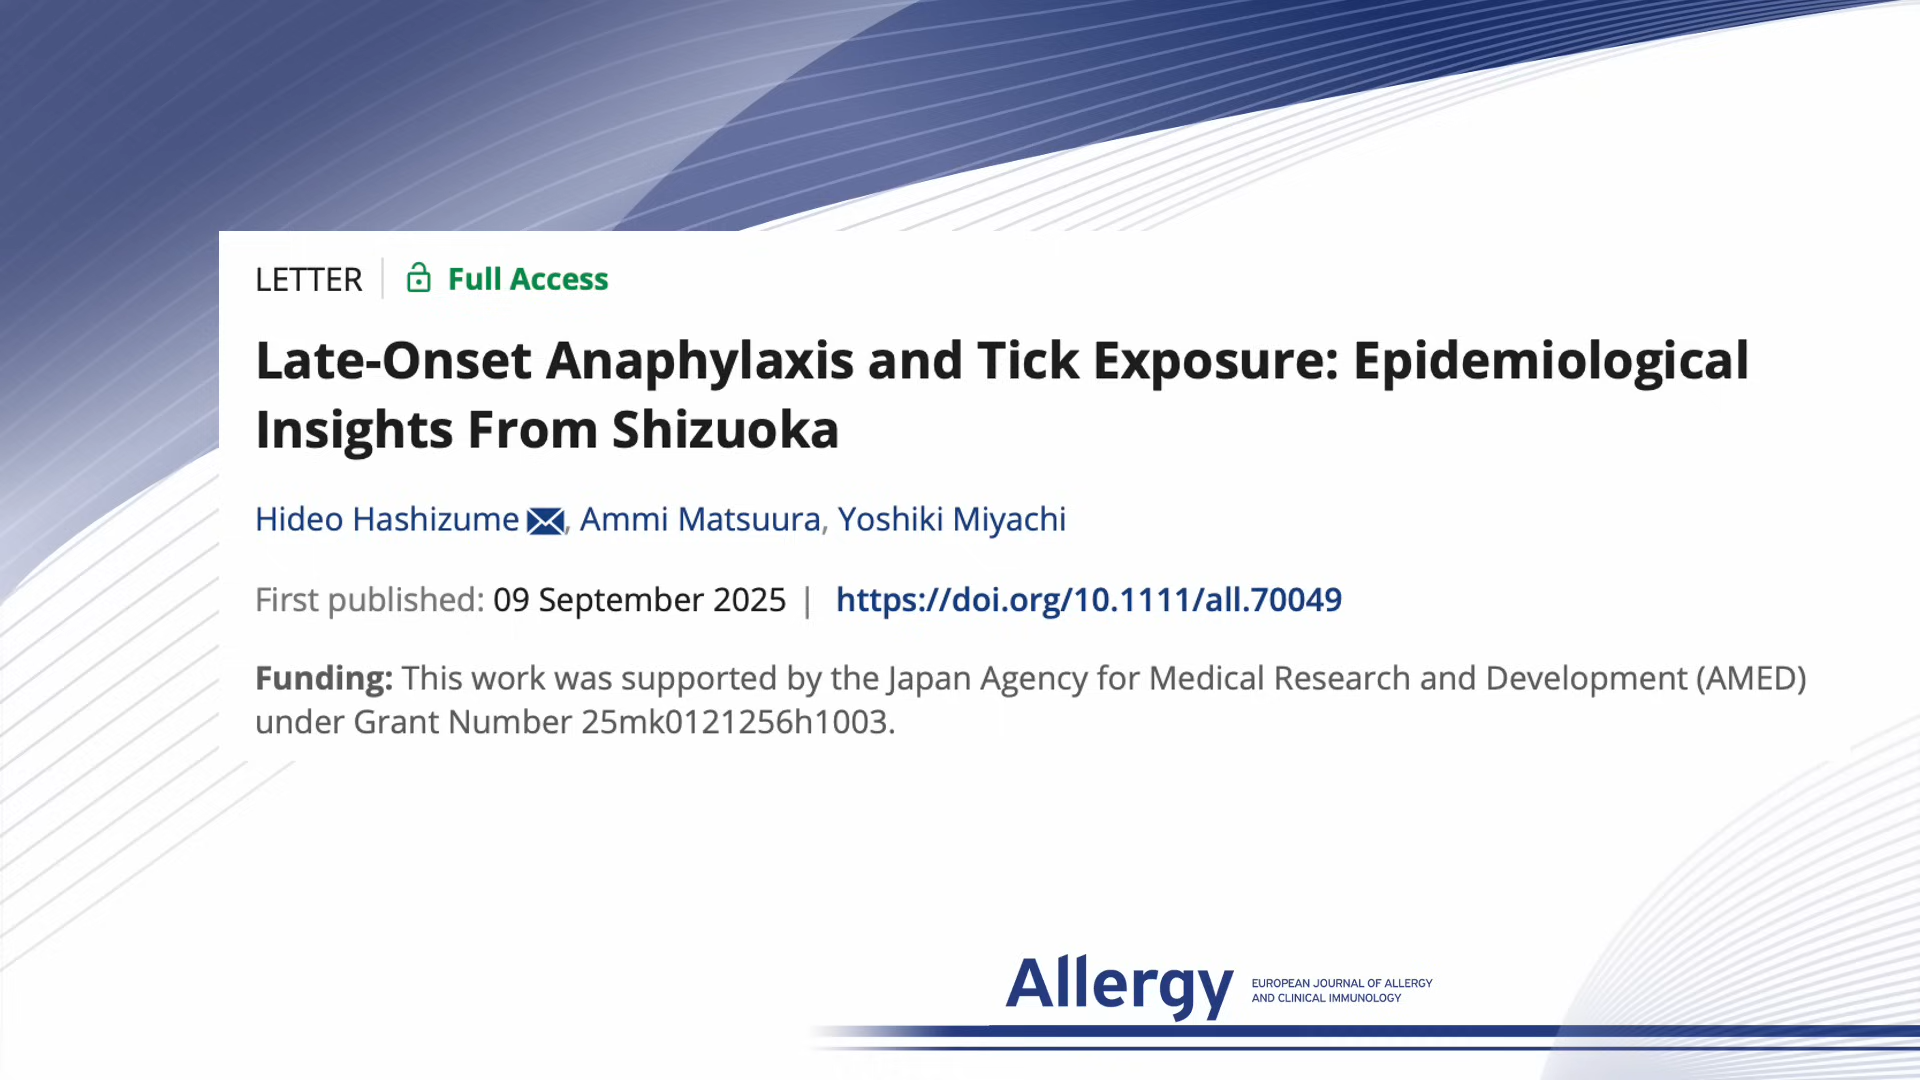 LETTER | Full Access
Late-Onset Anaphylaxis and Tick Exposure: Epidemiological
Insights From Shizuoka
Hideo Hashizume, Ammi Matsuura, Yoshiki Miyachi
First published: 09 September 2025 | https://doi.org/10.1111/all.70049
Funding: This work was supported by the Japan Agency for Medical Research and Development (AMED)
under Grant Number 25mk0121256h1003.
Allergy
EUROPEAN JOURNAL OF ALLERGY
AND CLINICAL IMMUNOLOGY